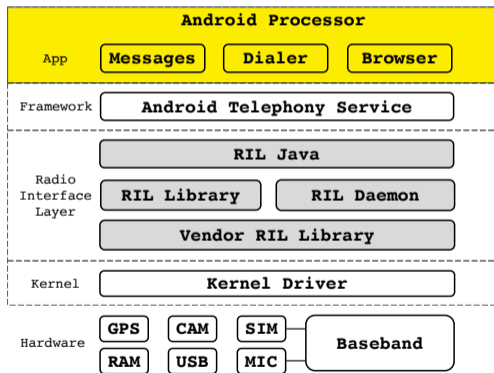 Android Processor
App
Messages
Dialer
Browser
Framework
Android Telephony Service
Radio
Interface
Layer
RIL Java
RIL Library
RIL Daemon
Vendor RIL Library
Kernel
Kernel Driver
Hardware
GPS
CAM
SIM
RAM
USB
MIC
Baseband